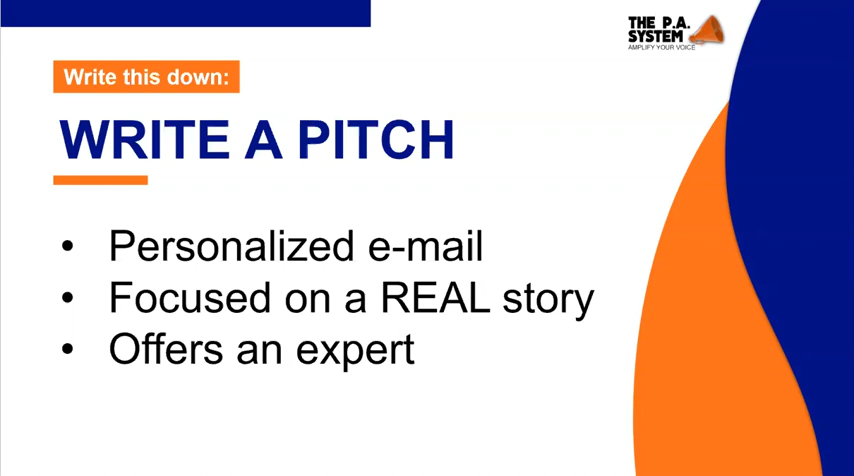 THE P.A.
SYSTEM
AMPLIFY YOUR VOICE
Write this down:
WRITE A PITCH
• Personalized e-mail
• Focused on a REAL story
• Offers an expert